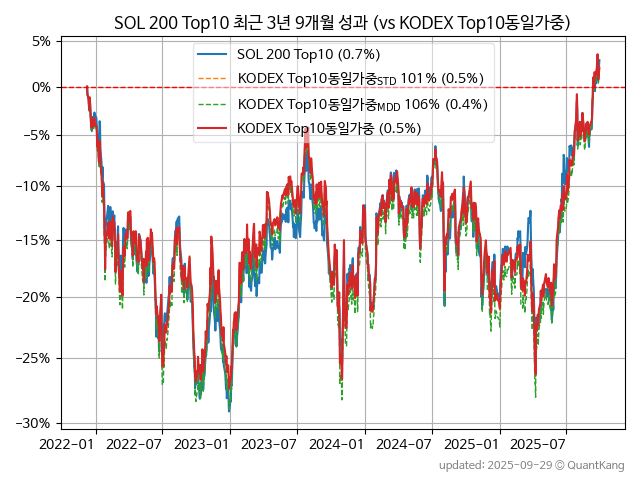 SOL 200 Top10 최근 3년 9개월 성과 (vs KODEX Top10동일가중)
SOL 200 Top10 (0.7%)
KODEX Top10동일가중STD 101% (0.5%)
KODEX Top10동일가중MDD 106% (0.4%)
KODEX Top10동일가중 (0.5%)
5%
0%
−5%
−10%
−15%
−20%
−25%
−30%
2022-01 2022-07 2023-01 2023-07 2024-01 2024-07 2025-01 2025-07
updated: 2025-09-29 © QuantKang